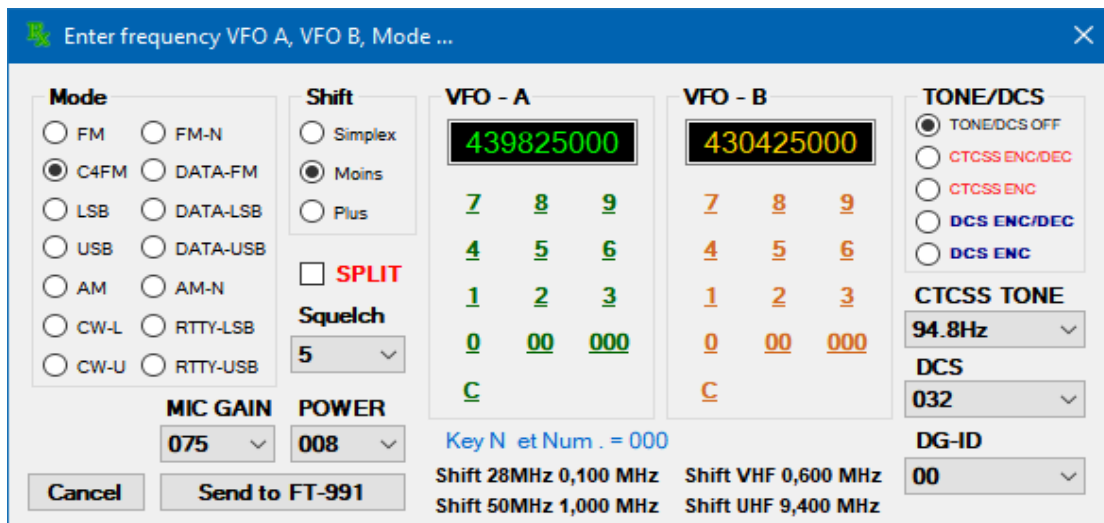 Enter frequency VFO A, VFO B, Mode ...
Mode
FM FM-N
C4FM DATA-FM
LSB DATA-LSB
USB DATA-USB
AM AM-N
CW-L RTTY-LSB
CW-U RTTY-USB
Shift
Simplex
Moins
Plus
SPLIT
Squelch
5
MIC GAIN
075
POWER
008
Cancel
Send to FT-991
VFO - A
439825000
7 8 9
4 5 6
1 2 3
0 00 000
C
VFO - B
430425000
7 8 9
4 5 6
1 2 3
0 00 000
C
Key N et Num . = 000
Shift 28MHz 0,100 MHz
Shift 50MHz 1,000 MHz
Shift VHF 0,600 MHz
Shift UHF 9,400 MHz
TONE/DCS
TONE/DCS OFF
CTCSS ENC/DEC
CTCSS ENC
DCS ENC/DEC
DCS ENC
CTCSS TONE
94.8Hz
DCS
032
DG-ID
00